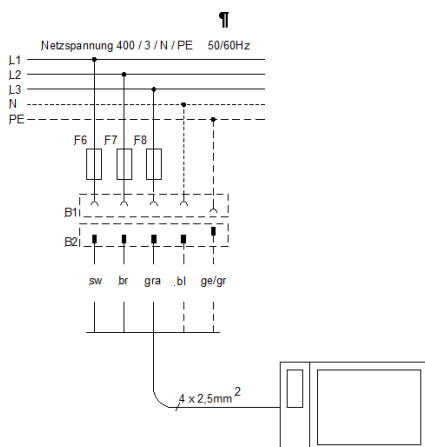 ¶
Netzspannung 400 / 3 / N / PE 50/60Hz
L1
L2
L3
N
PE
F6 F7 F8
B1
B2
sw br gra .bl ge/gr
4 x 2,5mm²